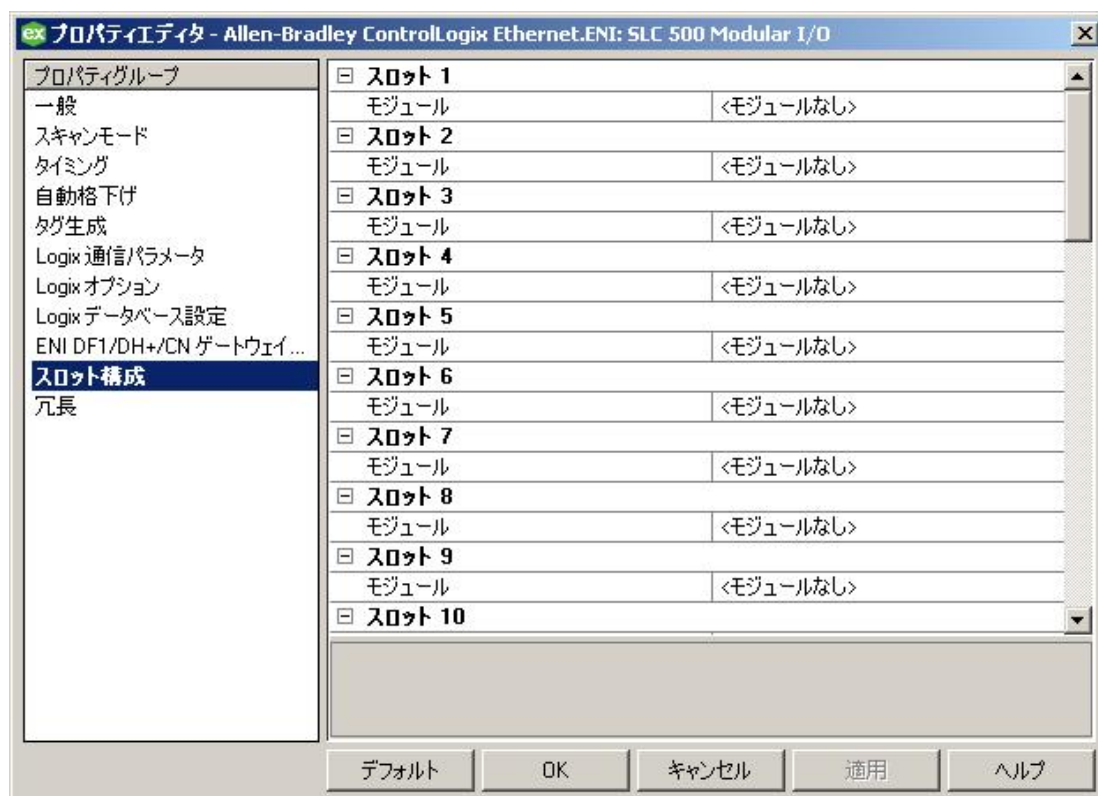 ex プロパティエディタ - Allen-Bradley ControlLogix Ethernet.ENI: SLC 500 Modular I/O
プロパティグループ
一般
スキャンモード
タイミング
自動格下げ
タグ生成
Logix 通信パラメータ
Logix オプション
Logix データベース設定
ENI DF1/DH+/CN ゲートウェイ...
スロット構成
冗長
スロット 1
モジュール <モジュールなし>
スロット 2
モジュール <モジュールなし>
スロット 3
モジュール <モジュールなし>
スロット 4
モジュール <モジュールなし>
スロット 5
モジュール <モジュールなし>
スロット 6
モジュール <モジュールなし>
スロット 7
モジュール <モジュールなし>
スロット 8
モジュール <モジュールなし>
スロット 9
モジュール <モジュールなし>
スロット 10
デフォルト OK キャンセル 適用 ヘルプ